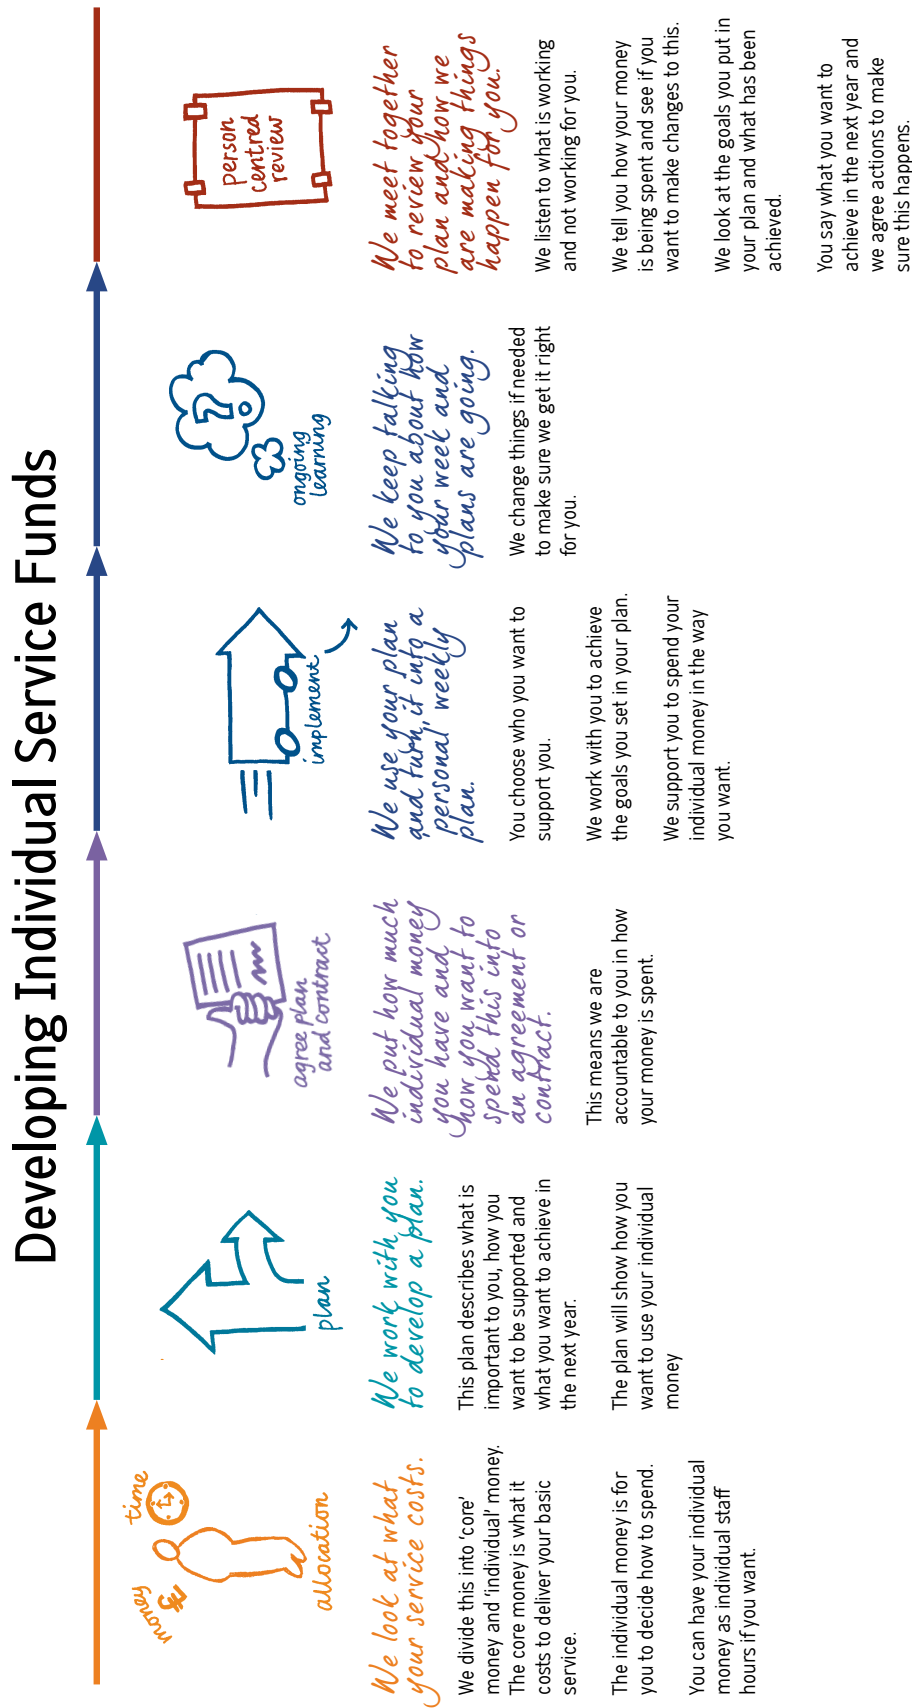 Developing Individual Service Funds
money
time
£
allocation
We look at what
your service costs.
We divide this into ‘core’
money and ‘individual’ money.
The core money is what it
costs to deliver your basic
service.
The individual money is for
you to decide how to spend.
You can have your individual
money as individual staff
hours if you want.
plan
We work with you
to develop a plan.
This plan describes what is
important to you, how you
want to be supported and
what you want to achieve in
the next year.
The plan will show how you
want to use your individual
money
agree plan
and contract
We put how much
individual money
you have and
how you want to
spend this into
an agreement or
contract.
This means we are
accountable to you in how
your money is spent.
implement
We use your plan
and turn it into a
personal weekly
plan.
You choose who you want to
support you.
We work with you to achieve
the goals you set in your plan.
We support you to spend your
individual money in the way
you want.
?
ongoing
learning
We keep talking
to you about how
your week and
plans are going.
We change things if needed
to make sure we get it right
for you.
person
centred
review
We meet together
to review your
plan and how we
are making things
happen for you.
We listen to what is working
and not working for you.
We tell you how your money
is being spent and see if you
want to make changes to this.
We look at the goals you put in
your plan and what has been
achieved.
You say what you want to
achieve in the next year and
we agree actions to make
sure this happens.